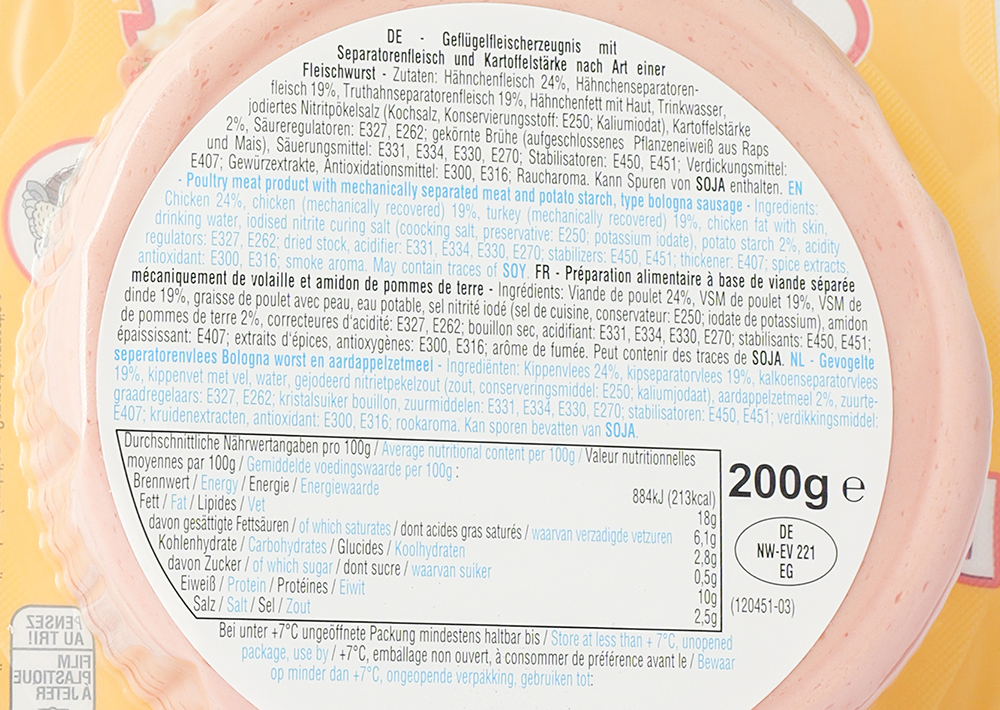 DE - Geflügelfleischerzeugnis mit
Separatorenfleisch und Kartoffelstärke nach Art einer
Fleischwurst - Zutaten: Hähnchenfleisch 24%, Hähnchenseparatoren-
fleisch 19%, Truthahnseparatorenfleisch 19%, Hähnchenfett mit Haut, Trinkwasser,
jodiertes Nitritpökelsalz (Kochsalz, Konservierungsstoff: E250; Kaliumiodat), Kartoffelstärke
2%, Säureregulatoren: E327, E262; gekörnte Brühe (aufgeschlossenes Pflanzeneiweiß aus Raps
und Mais), Säuerungsmittel: E331, E334, E330, E270; Stabilisatoren: E450, E451; Verdickungsmittel:
E407; Gewürzextrakte, Antioxidationsmittel: E300, E316; Raucharoma. Kann Spuren von SOJA enthalten. EN
- Poultry meat product with mechanically separated meat and potato starch, type bologna sausage - Ingredients:
Chicken 24%, chicken (mechanically recovered) 19%, turkey (mechanically recovered) 19%, chicken fat with skin,
drinking water, iodised nitrite curing salt (coocking salt, preservative: E250, potassium iodate), potato starch 2%, acidity
regulators: E327, E262; dried stock, acidifier: E331, E334, E330, E270; stabilizers: E450, E451; thickener: E407; spice extracts,
antioxidant: E300, E316; smoke aroma. May contain traces of SOY. FR - Préparation alimentaire à base de viande séparée
mécaniquement de volaille et amidon de pommes de terre - Ingrédients: Viande de poulet 24%, VSM de poulet 19%, VSM de
dinde 19%, graisse de poulet avec peau, eau potable, sel nitrité iodé (sel de cuisine, conservateur: E250; iodate de potassium), amidon
de pommes de terre 2%, correcteurs d'acidité: E327, E262; bouillon sec, acidifiant: E331, E334, E330, E270; stabilisants: E450, E451;
épaississant: E407; extraits d'épices, antioxygènes: E300, E316; arôme de fumée. Peut contenir des traces de SOJA. NL - Gevogelte
seperatorenvlees Bologna worst en aardappelzetmeel - Ingrediënten: Kippenvlees 24%, kipseparatorvlees 19%, kalkoenseparatorvlees
19%, kippenvet met vel, water, gejodeerd nitrietpekelzout (zout, conserveringsmiddel: E250; kaliumjodaat), aardappelzetmeel 2%, zuurte-
graadregelaars: E327, E262; kristalsuiker bouillon, zuurmiddelen: E331, E334, E330, E270; stabilisatoren: E450, E451; verdikkingsmiddel:
E407; kruidenextracten, antioxidant: E300, E316; rookaroma. Kan sporen bevatten van SOJA.
Durchschnittliche Nährwertangaben pro 100g / Average nutritional content per 100g / Valeur nutritionnelles
moyennes par 100g / Gemiddelde voedingswaarde per 100g :
Brennwert / Energy / Energie / Energiewaarde 884kJ (213kcal)
Fett / Fat / Lipides / Vet 18g
davon gesättigte Fettsäuren / of which saturates / dont acides gras saturés / waarvan verzadigde vetzuren 6,1g
Kohlenhydrate / Carbohydrates / Glucides / Koolhydraten 2,8g
davon Zucker / of which sugar / dont sucre / waarvan suiker 0,5g
Eiweiß / Protein / Protéines / Eiwit 10g
Salz / Salt / Sel / Zout 2,5g
200g e
DE
NW-EV 221
EG
(120451-03)
Bei unter +7°C ungeöffnete Packung mindestens haltbar bis / Store at less than + 7°C, unopened
package, use by / +7°C, emballage non ouvert, à consommer de préférence avant le / Bewaar
op minder dan +7°C, ongeopende verpakking, gebruiken tot:
PENSEZ
AU TRI!
FILM
PLASTIQUE
À JETER